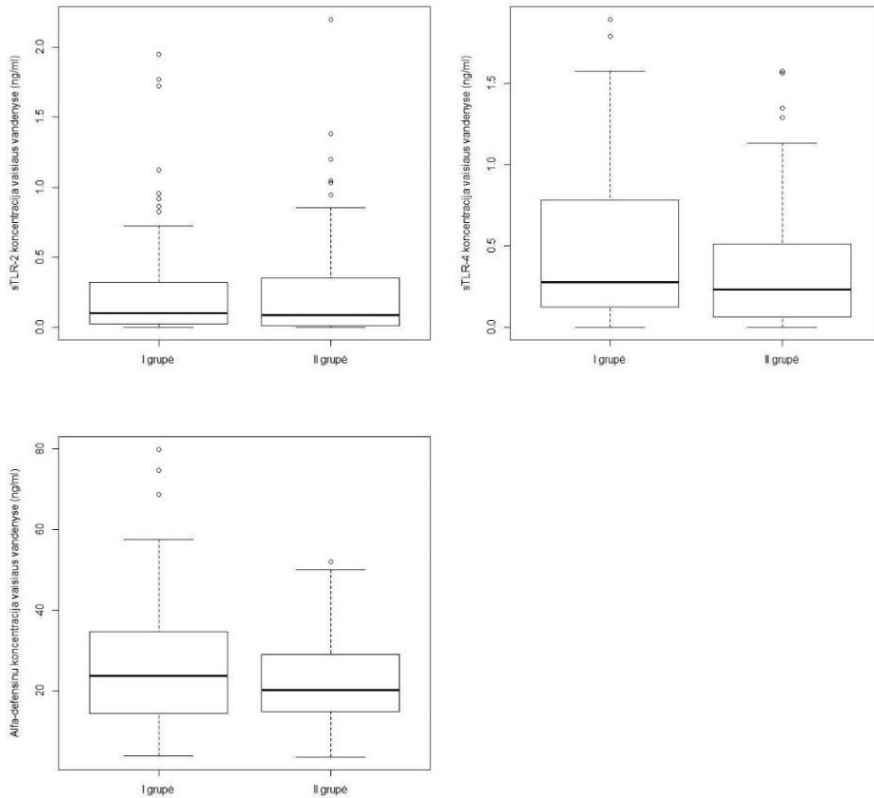 sTLR-2 koncentracija vaisiaus vandenyse (ng/ml)
2.0
1.5
1.0
0.5
0.0
I grupė
II grupė
sTLR-4 koncentracija vaisiaus vandenyse (ng/ml)
1.5
1.0
0.5
0.0
I grupė
II grupė
Alfa-defensinu koncentracija vaisiaus vandenyse (ng/ml)
80
60
40
20
I grupė
II grupė